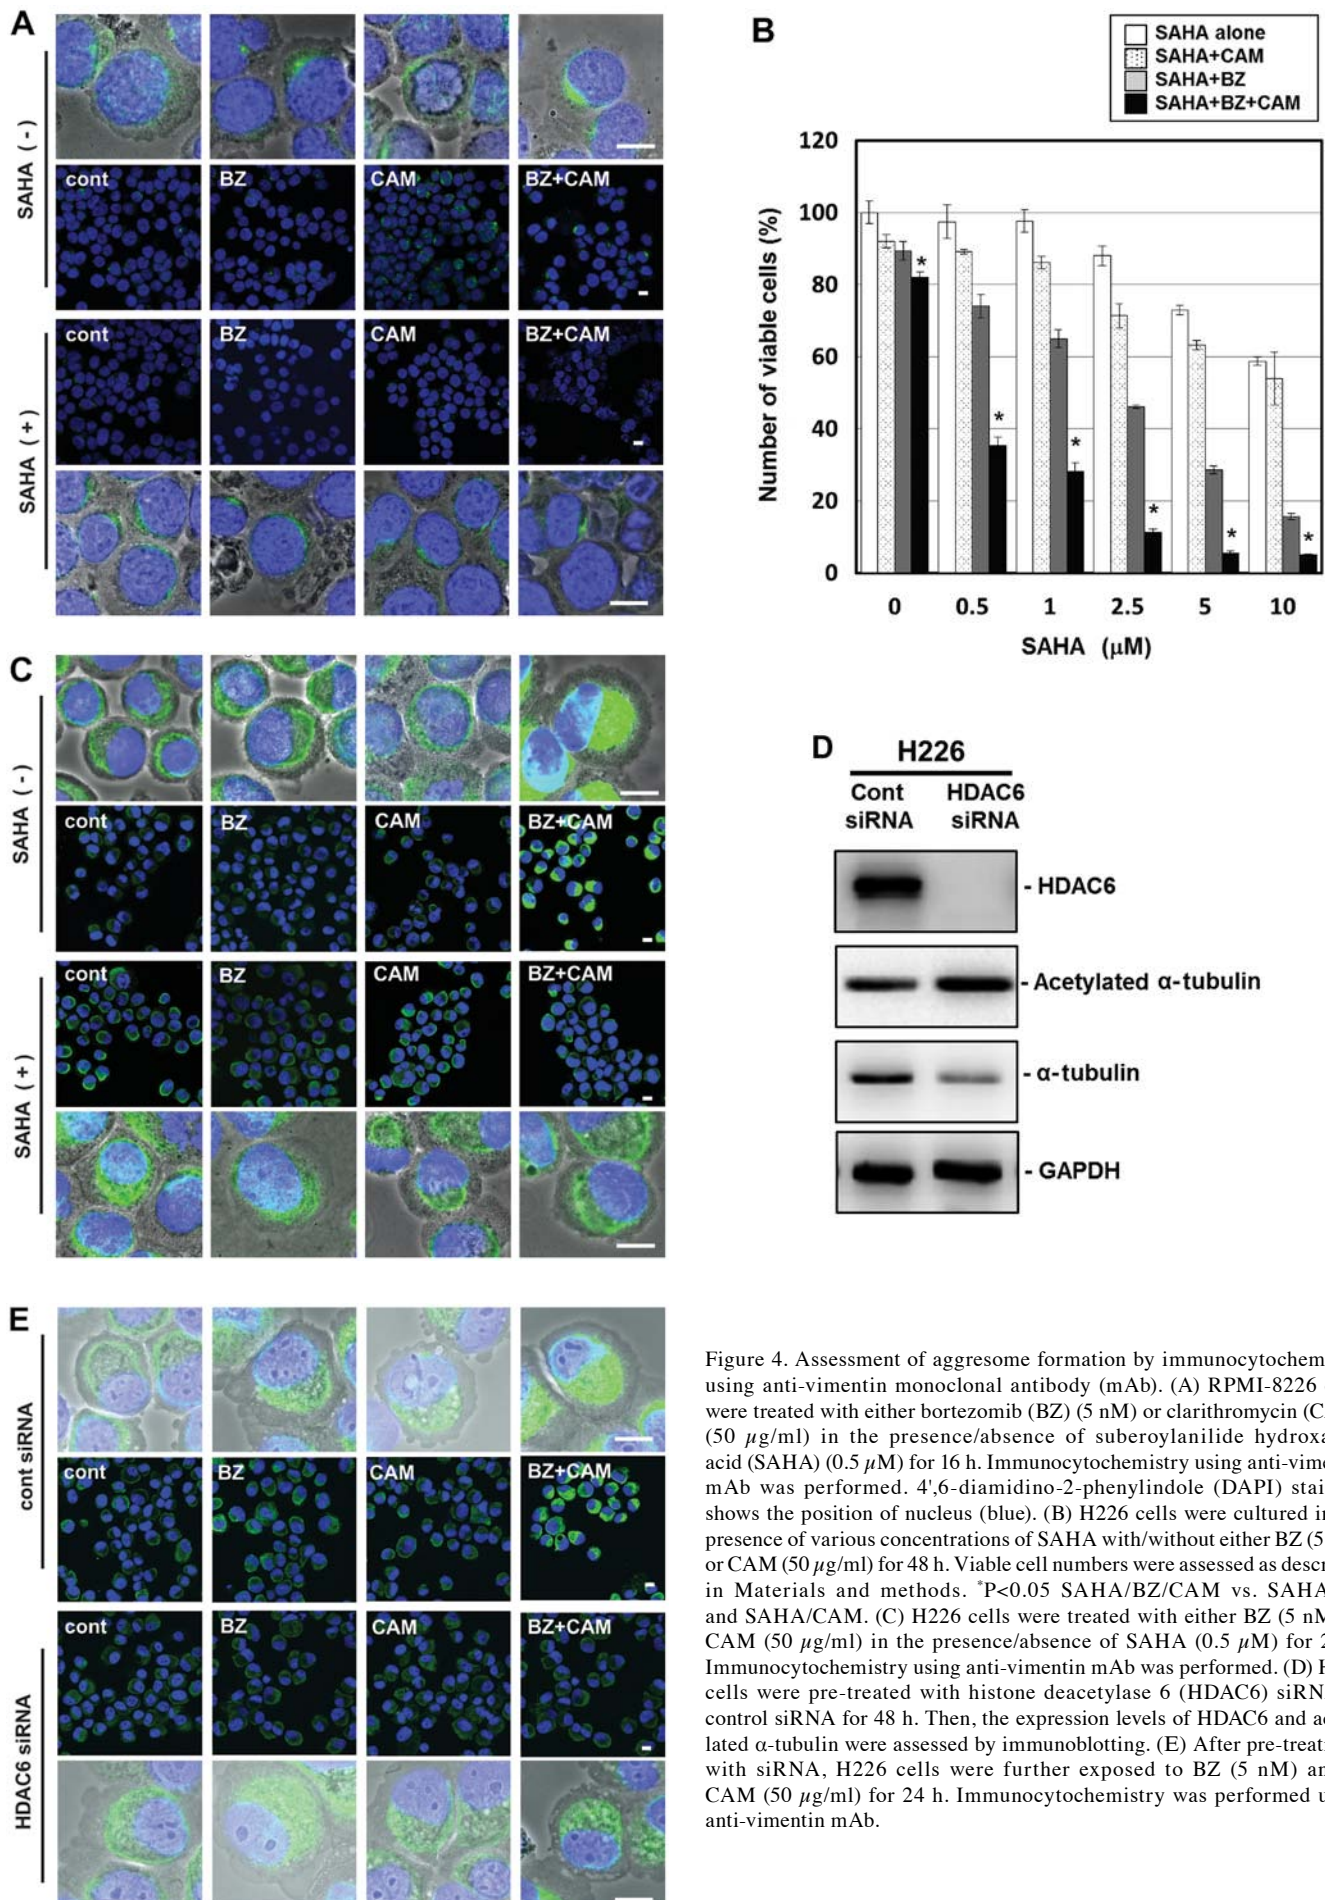 A
SAHA (-)
cont
BZ
CAM
BZ+CAM
SAHA (+)
cont
BZ
CAM
BZ+CAM
B
SAHA alone
SAHA+CAM
SAHA+BZ
SAHA+BZ+CAM
Number of viable cells (%)
120
100
80
60
40
20
0
*
*
*
*
*
*
0 0.5 1 2.5 5 10
SAHA (μM)
C
SAHA (-)
cont
BZ
CAM
BZ+CAM
SAHA (+)
cont
BZ
CAM
BZ+CAM
D
H226
Cont HDAC6
siRNA siRNA
- HDAC6
- Acetylated α-tubulin
- α-tubulin
- GAPDH
E
cont siRNA
cont
BZ
CAM
BZ+CAM
HDAC6 siRNA
cont
BZ
CAM
BZ+CAM
Figure 4. Assessment of aggresome formation by immunocytochem
using anti-vimentin monoclonal antibody (mAb). (A) RPMI-8226
were treated with either bortezomib (BZ) (5 nM) or clarithromycin (CA
(50 µg/ml) in the presence/absence of suberoylanilide hydroxa
acid (SAHA) (0.5 µM) for 16 h. Immunocytochemistry using anti-vime
mAb was performed. 4',6-diamidino-2-phenylindole (DAPI) stai
shows the position of nucleus (blue). (B) H226 cells were cultured in
presence of various concentrations of SAHA with/without either BZ (5
or CAM (50 µg/ml) for 48 h. Viable cell numbers were assessed as descr
in Materials and methods. *P<0.05 SAHA/BZ/CAM vs. SAHA
and SAHA/CAM. (C) H226 cells were treated with either BZ (5 nM
CAM (50 µg/ml) in the presence/absence of SAHA (0.5 µM) for 2
Immunocytochemistry using anti-vimentin mAb was performed. (D) H
cells were pre-treated with histone deacetylase 6 (HDAC6) siRN
control siRNA for 48 h. Then, the expression levels of HDAC6 and ac
lated α-tubulin were assessed by immunoblotting. (E) After pre-treati
with siRNA, H226 cells were further exposed to BZ (5 nM) an
CAM (50 µg/ml) for 24 h. Immunocytochemistry was performed u
anti-vimentin mAb.